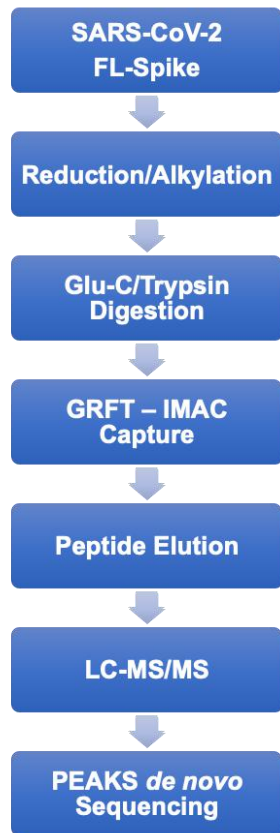 SARS-CoV-2
FL-Spike
Reduction/Alkylation
Glu-C/Trypsin
Digestion
GRFT – IMAC
Capture
Peptide Elution
LC-MS/MS
PEAKS de novo
Sequencing